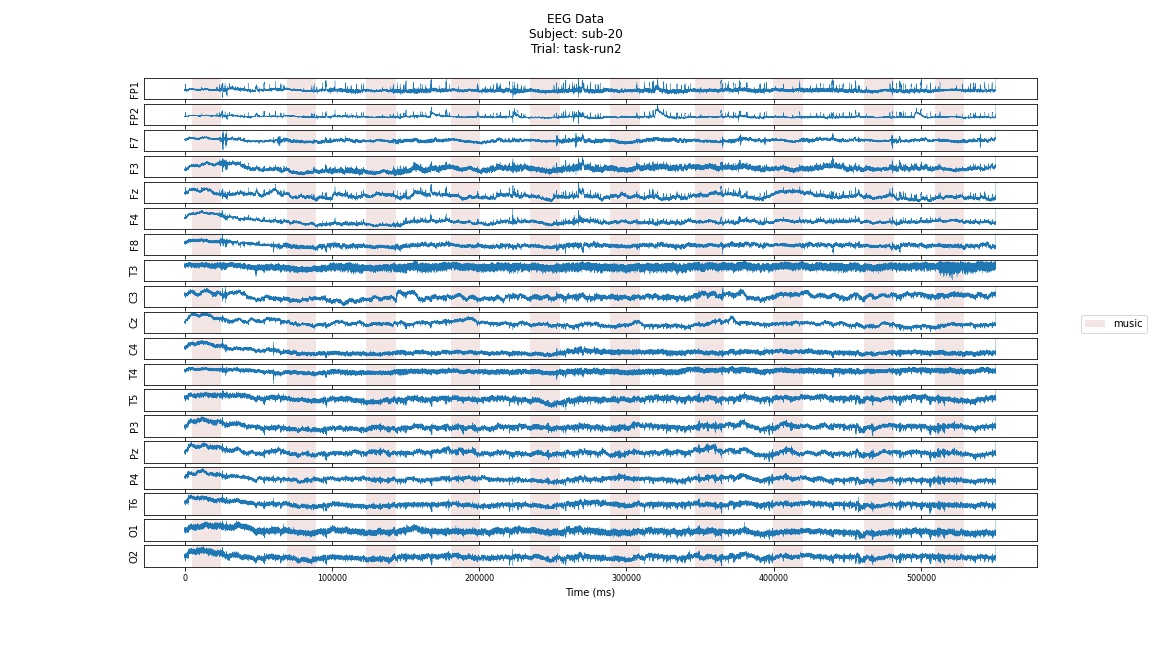 EEG Data
Subject: sub-20
Trial: task-run2
FP1
FP2
F7
F3
Fz
F4
F8
T3
C3
Cz
C4
T4
T5
P3
Pz
P4
T6
O1
O2
music
0 100000 200000 300000 400000 500000
Time (ms)